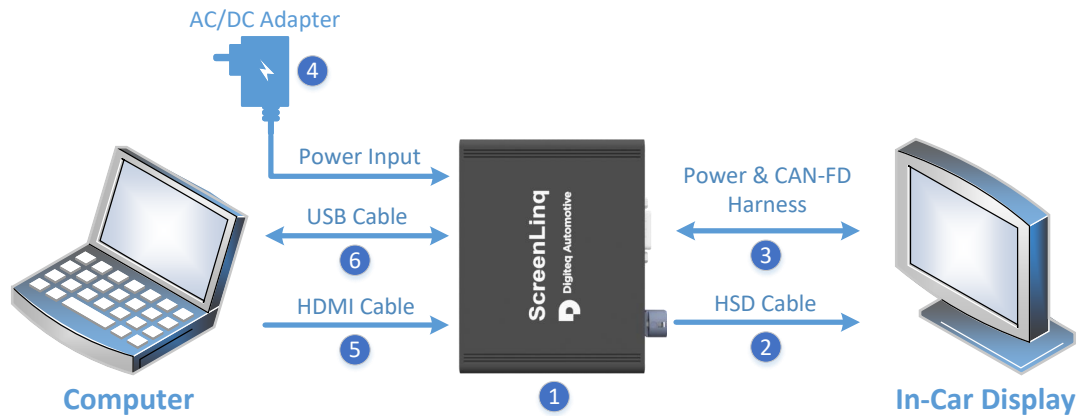 AC/DC Adapter
4
Power Input
USB Cable
6
HDMI Cable
5
ScreenLinq
Digiteq Automotive
1
Power & CAN-FD
Harness
3
HSD Cable
2
Computer
In-Car Display